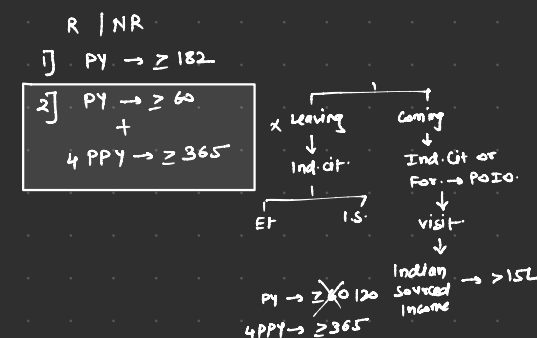 R | NR
1] PY → ≥ 182
2] PY → ≥ 60
+
4 PPY → ≥ 365
x Leaving
Ind.cit.
Et
I.S.
Coming
Ind.Cit or
For. → POIO.
visit.
Indian
sourced
Income
→ >15L
PY → ≥ 60 120
4PPY → ≥365